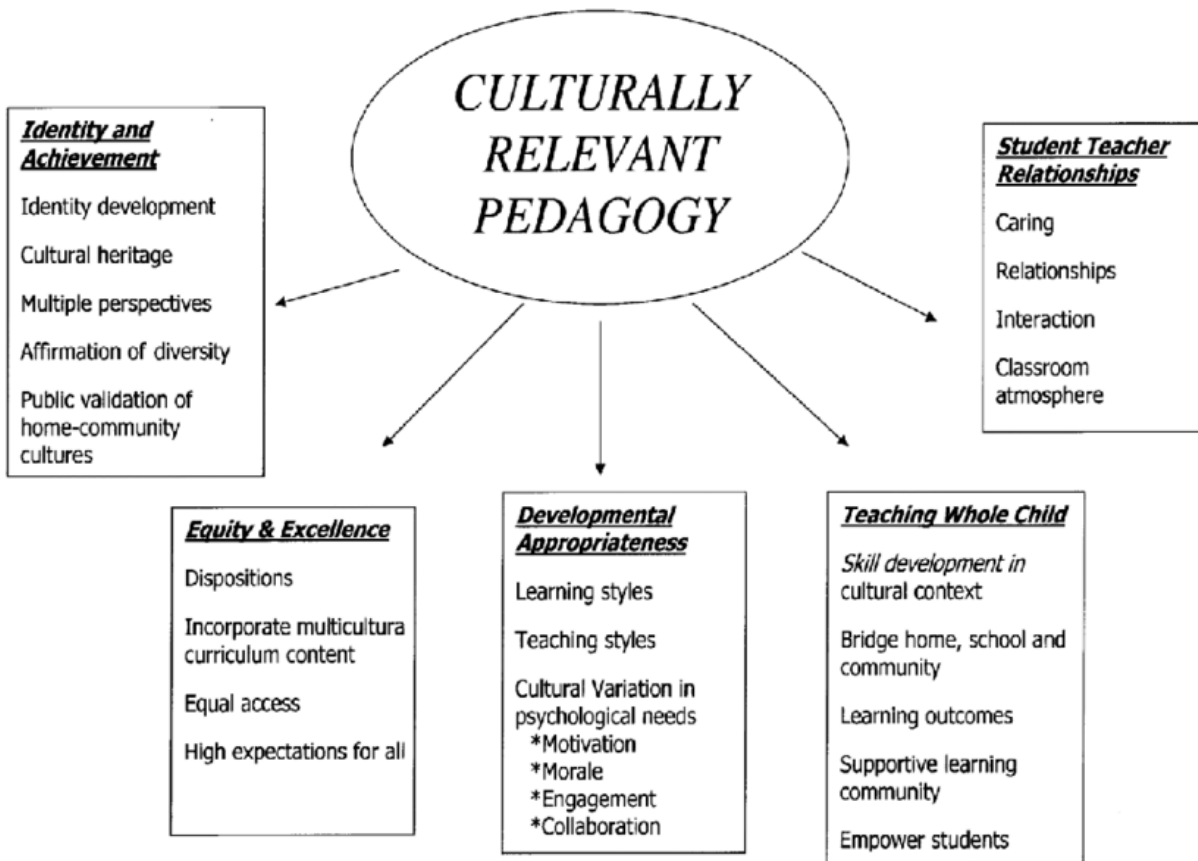 CULTURALLY
RELEVANT
PEDAGOGY
Identity and
Achievement
Identity development
Cultural heritage
Multiple perspectives
Affirmation of diversity
Public validation of
home-community
cultures
Student Teacher
Relationships
Caring
Relationships
Interaction
Classroom
atmosphere
Equity & Excellence
Dispositions
Incorporate multicultura
curriculum content
Equal access
High expectations for all
Developmental
Appropriateness
Learning styles
Teaching styles
Cultural Variation in
psychological needs
*Motivation
*Morale
*Engagement
*Collaboration
Teaching Whole Child
Skill development in
cultural context
Bridge home, school and
community
Learning outcomes
Supportive learning
community
Empower students